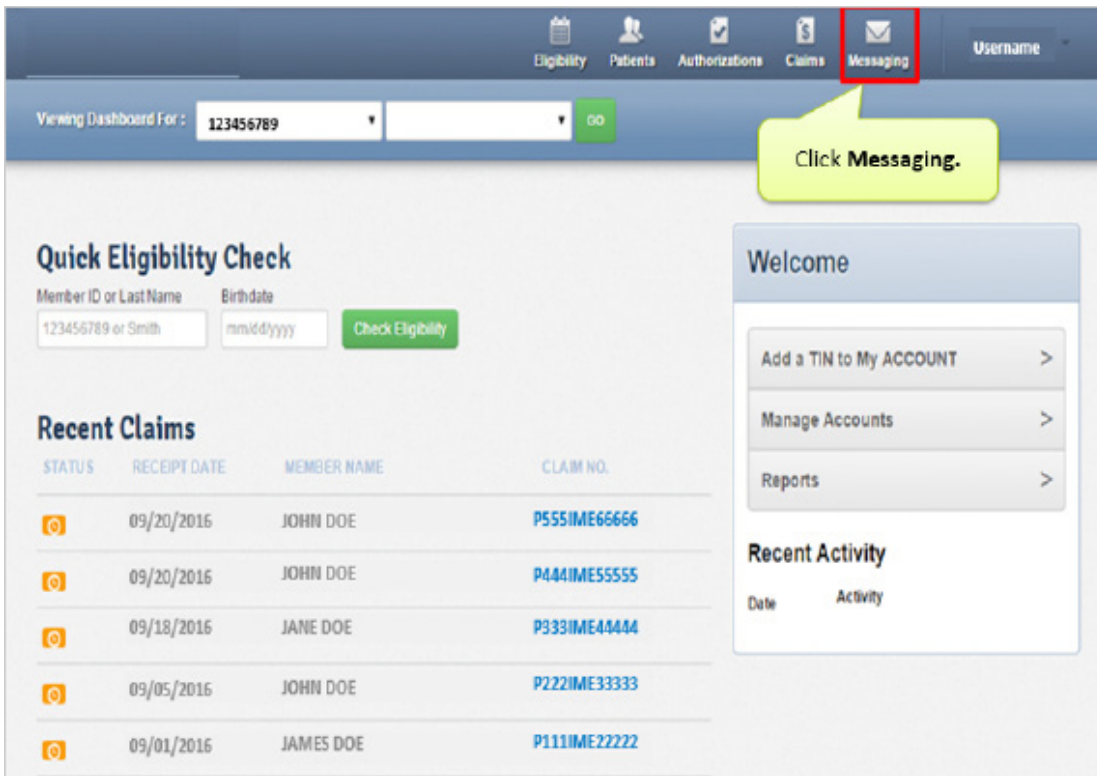 Eligibility Patients Authorizations Claims Messaging Username
Viewing Dashboard For : 123456789 GO
Click Messaging.
Quick Eligibility Check
Member ID or Last Name Birthdate
123456789 or Smith mm/dd/yyyy Check Eligibility
Welcome
Add a TIN to My ACCOUNT >
Manage Accounts >
Reports >
Recent Activity
Date Activity
Recent Claims
STATUS RECEIPT DATE MEMBER NAME CLAIM NO.
09/20/2016 JOHN DOE P555IME66666
09/20/2016 JOHN DOE P444IME55555
09/18/2016 JANE DOE P333IME44444
09/05/2016 JOHN DOE P222IME33333
09/01/2016 JAMES DOE P111IME22222